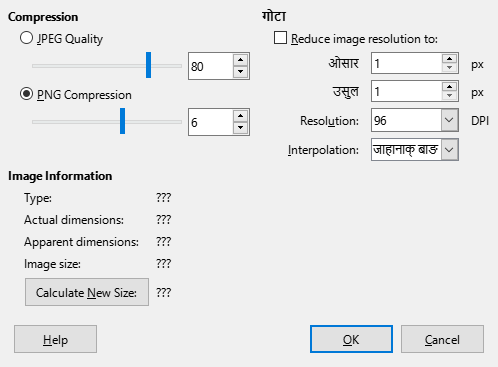 Compression
JPEG Quality
80
PNG Compression
6
Image Information
Type: ???
Actual dimensions: ???
Apparent dimensions: ???
Image size: ???
Calculate New Size: ???
गोटा
Reduce image resolution to:
ओसार 1 px
उसुल 1 px
Resolution: 96 DPI
Interpolation: जाहानाक् बाङ
Help
OK
Cancel